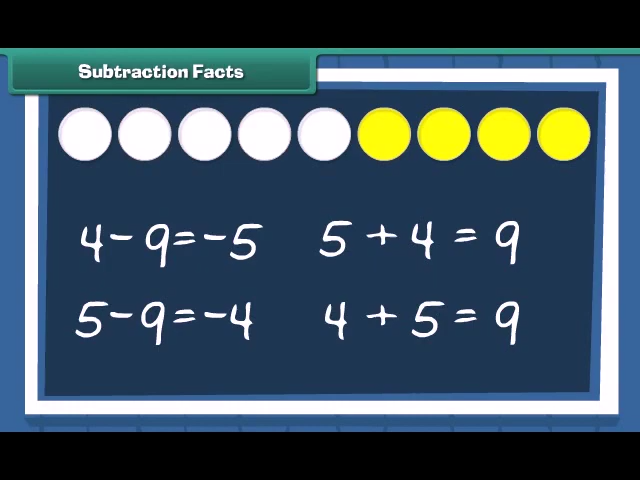 Subtraction Facts
4 - 9 = -5 5 + 4 = 9
5 - 9 = -4 4 + 5 = 9